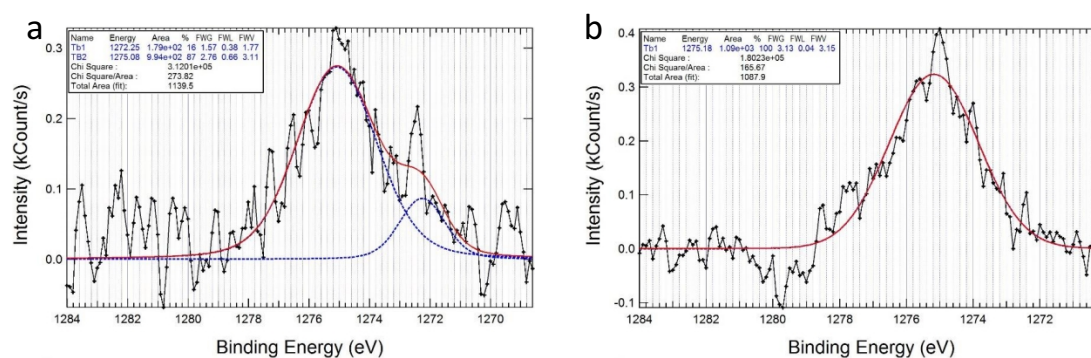 a
Name Energy Area % FWG FWL FWV
Tb1 1272.25 1.79e+02 16 1.57 0.38 1.77
TB2 1275.08 9.94e+02 87 2.76 0.66 3.11
Chi Square : 3.1201e+05
Chi Square/Area : 273.82
Total Area (fit): 1139.5
Intensity (kCount/s)
0.3
0.2
0.1
0.0
1284 1282 1280 1278 1276 1274 1272 1270
Binding Energy (eV)
b
Name Energy Area % FWG FWL FWV
Tb1 1275.18 1.09e+03 100 3.13 0.04 3.15
Chi Square : 1.8023e+05
Chi Square/Area : 165.67
Total Area (fit): 1087.9
Intensity (kCount/s)
0.4
0.3
0.2
0.1
0.0
-0.1
1284 1282 1280 1278 1276 1274 1272
Binding Energy (eV)